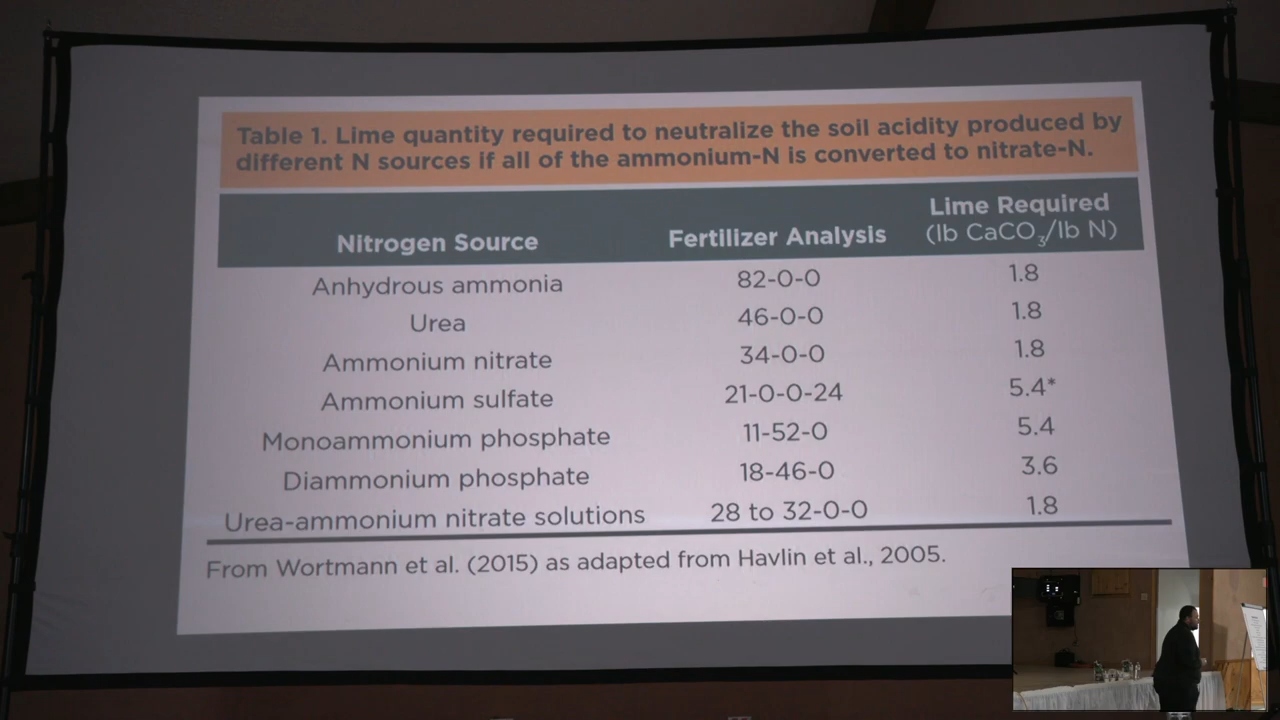 Table 1. Lime quantity required to neutralize the soil acidity produced by
different N sources if all of the ammonium-N is converted to nitrate-N.
Nitrogen Source Fertilizer Analysis Lime Required
(lb CaCO₃/lb N)
Anhydrous ammonia 82-0-0 1.8
Urea 46-0-0 1.8
Ammonium nitrate 34-0-0 1.8
Ammonium sulfate 21-0-0-24 5.4*
Monoammonium phosphate 11-52-0 5.4
Diammonium phosphate 18-46-0 3.6
Urea-ammonium nitrate solutions 28 to 32-0-0 1.8
From Wortmann et al. (2015) as adapted from Havlin et al., 2005.